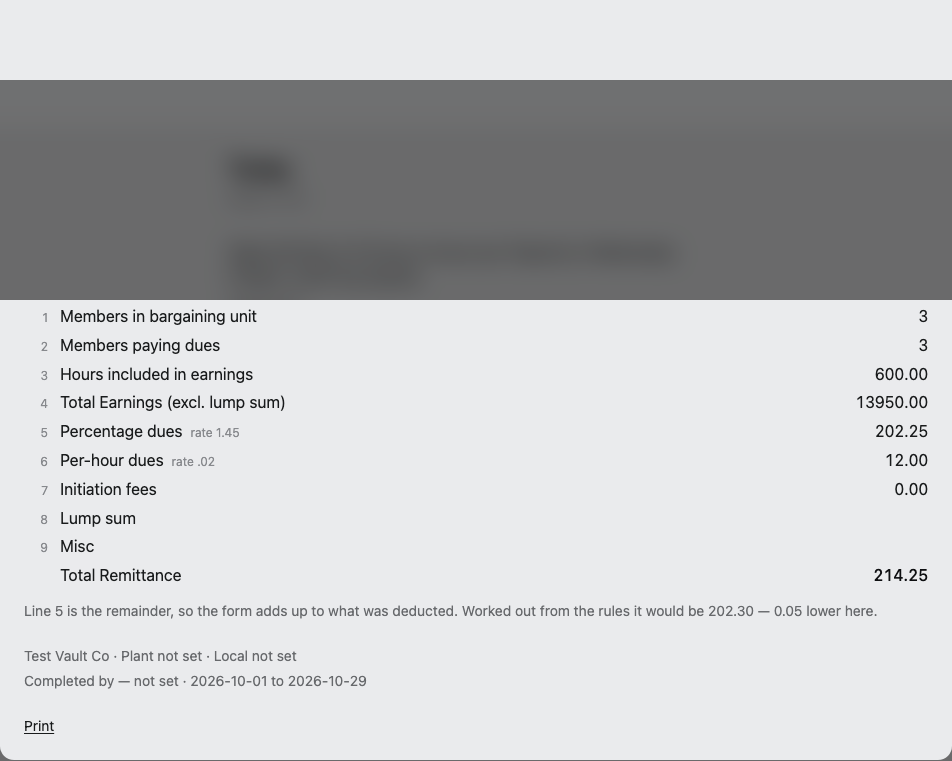 1 Members in bargaining unit 3
2 Members paying dues 3
3 Hours included in earnings 600.00
4 Total Earnings (excl. lump sum) 13950.00
5 Percentage dues rate 1.45 202.25
6 Per-hour dues rate .02 12.00
7 Initiation fees 0.00
8 Lump sum
9 Misc
Total Remittance 214.25
Line 5 is the remainder, so the form adds up to what was deducted. Worked out from the rules it would be 202.30 — 0.05 lower here.
Test Vault Co · Plant not set · Local not set
Completed by — not set · 2026-10-01 to 2026-10-29
Print